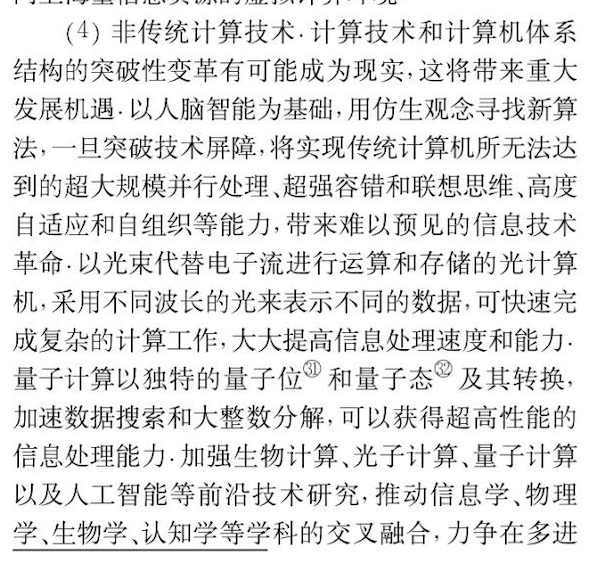 (4) 非传统计算技术.计算技术和计算机体系
结构的突破性变革有可能成为现实,这将带来重大
发展机遇.以人脑智能为基础,用仿生观念寻找新算
法,一旦突破技术屏障,将实现传统计算机所无法达
到的超大规模并行处理、超强容错和联想思维、高度
自适应和自组织等能力,带来难以预见的信息技术
革命.以光束代替电子流进行运算和存储的光计算
机,采用不同波长的光来表示不同的数据,可快速完
成复杂的计算工作,大大提高信息处理速度和能力.
量子计算以独特的量子位㉛和量子态㉜及其转换,
加速数据搜索和大整数分解,可以获得超高性能的
信息处理能力.加强生物计算、光子计算、量子计算
以及人工智能等前沿技术研究,推动信息学、物理
学、生物学、认知学等学科的交叉融合,力争在多进